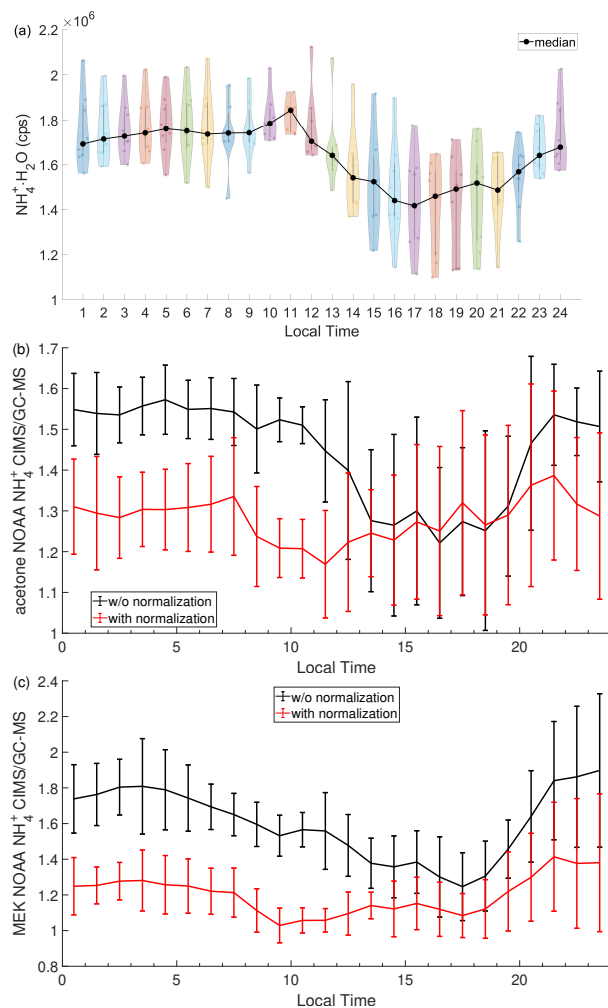 (a)
×10⁶
2.2
2
1.8
1.6
1.4
1.2
1
NH₄⁺·H₂O (cps)
median
1 2 3 4 5 6 7 8 9 10 11 12 13 14 15 16 17 18 19 20 21 22 23 24
Local Time
(b)
1.7
1.6
1.5
1.4
1.3
1.2
1.1
1
acetone NOAA NH₄⁺ CIMS/GC-MS
w/o normalization
with normalization
0 5 10 15 20
Local Time
(c)
2.4
2.2
2
1.8
1.6
1.4
1.2
1
0.8
MEK NOAA NH₄⁺ CIMS/GC-MS
w/o normalization
with normalization
0 5 10 15 20
Local Time